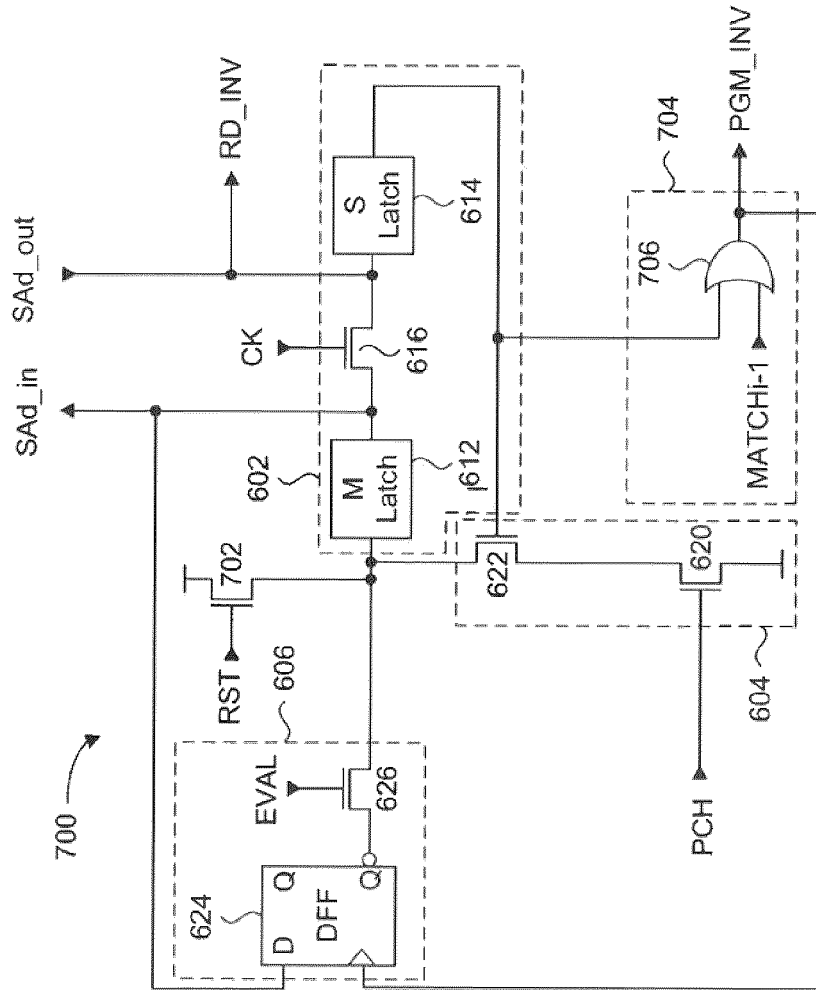 700
SAd_in
SAd_out
RD_INV
606
RST
702
602
CK
624
D
Q
DFF
Q
EVAL
626
M
Latch
612
616
S
Latch
614
622
620
604
PCH
704
706
MATCHi-1
PGM_INV